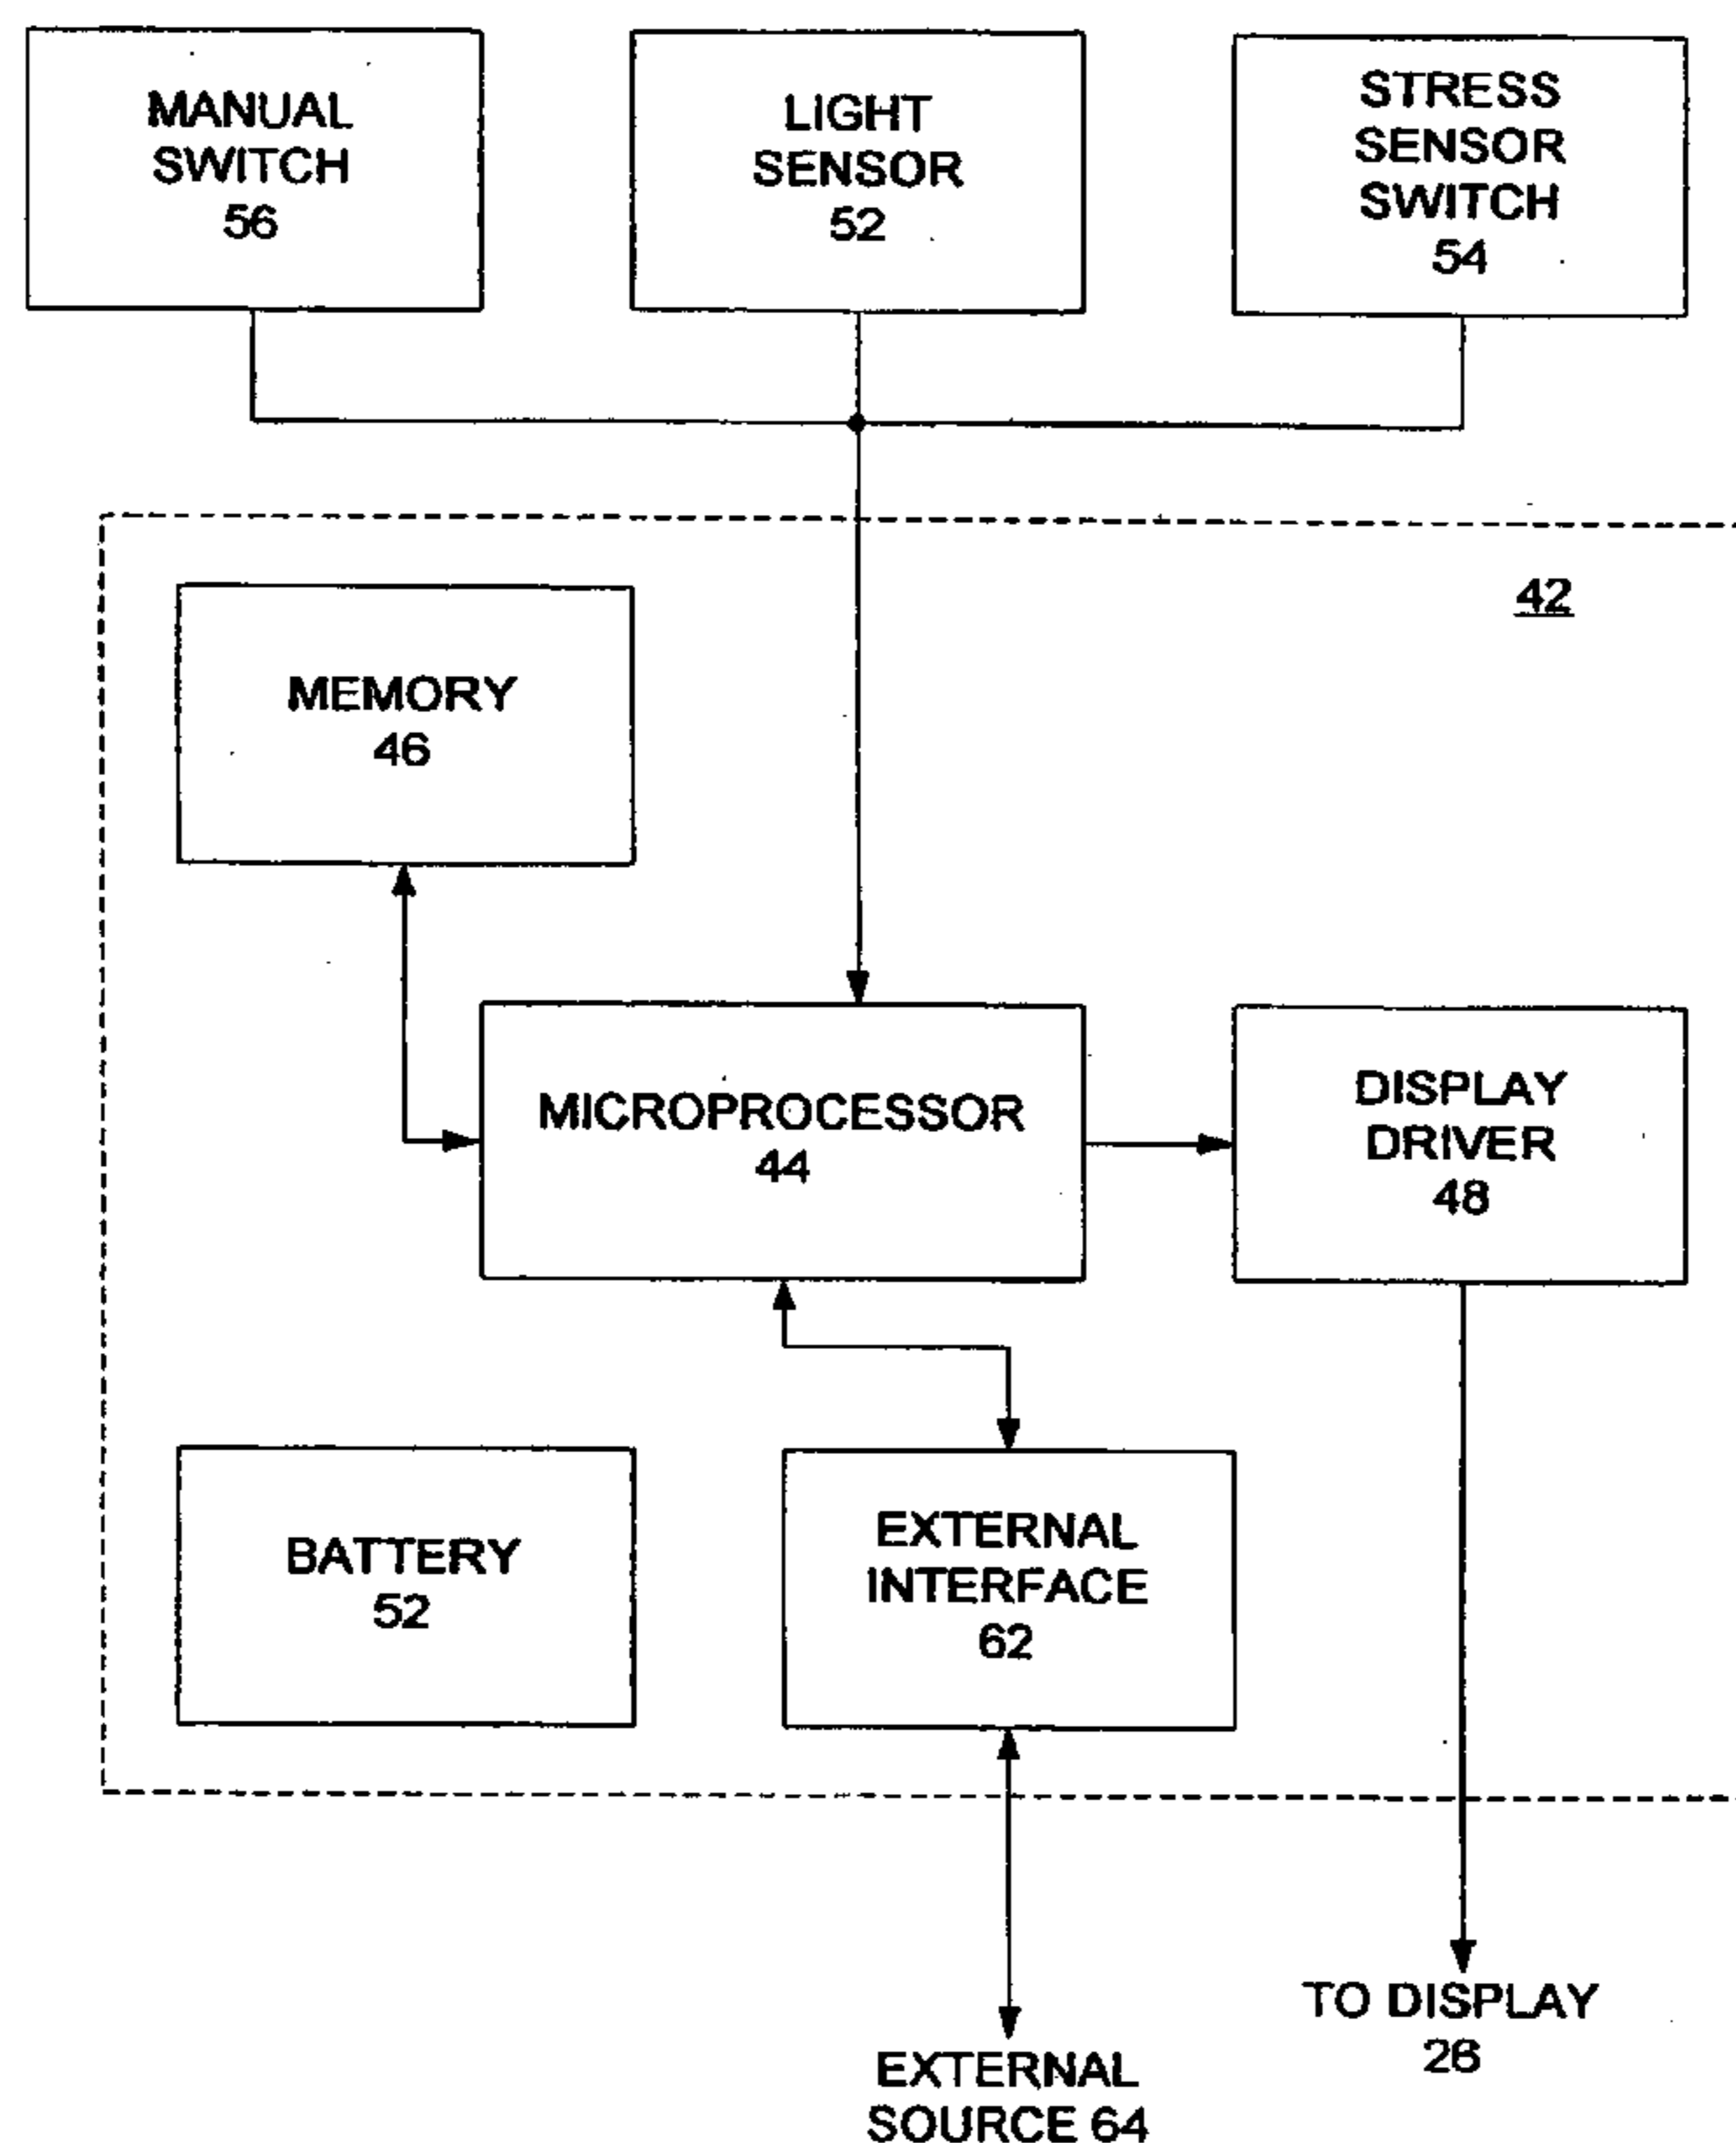 MANUAL
SWITCH
56
LIGHT
SENSOR
52
STRESS
SENSOR
SWITCH
54
42
MEMORY
46
MICROPROCESSOR
44
DISPLAY
DRIVER
48
BATTERY
52
EXTERNAL
INTERFACE
62
TO DISPLAY
26
EXTERNAL
SOURCE 64